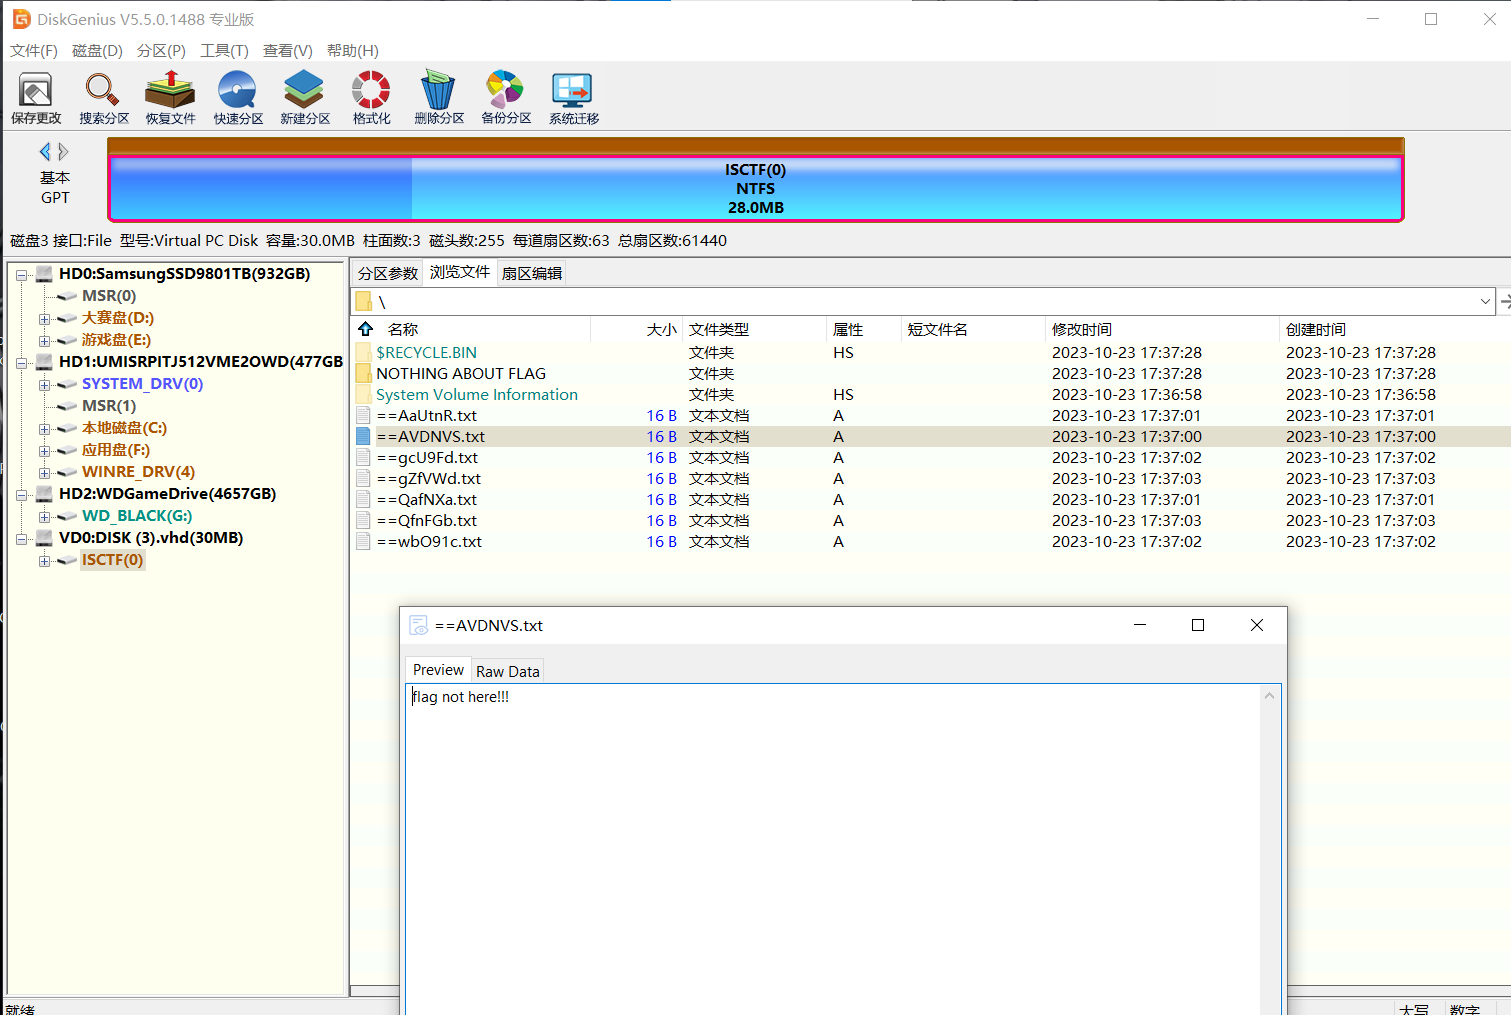 DiskGenius V5.5.0.1488 专业版
文件(F) 磁盘(D) 分区(P) 工具(T) 查看(V) 帮助(H)
保存更改 搜索分区 恢复文件 快速分区 新建分区 格式化 删除分区 备份分区 系统迁移
基本
GPT
ISCTF(0)
NTFS
28.0MB
磁盘3 接口:File 型号:Virtual PC Disk 容量:30.0MB 柱面数:3 磁头数:255 每道扇区数:63 总扇区数:61440
HD0:SamsungSSD9801TB(932GB)
MSR(0)
大赛盘(D:)
游戏盘(E:)
HD1:UMISRPITJ512VME2OWD(477GB
SYSTEM_DRV(0)
MSR(1)
本地磁盘(C:)
应用盘(F:)
WINRE_DRV(4)
HD2:WDGameDrive(4657GB)
WD_BLACK(G:)
VD0:DISK (3).vhd(30MB)
ISCTF(0)
分区参数 浏览文件 扇区编辑
\
名称 大小 文件类型 属性 短文件名 修改时间 创建时间
$RECYCLE.BIN 文件夹 HS 2023-10-23 17:37:28 2023-10-23 17:37:28
NOTHING ABOUT FLAG 文件夹 2023-10-23 17:37:28 2023-10-23 17:37:28
System Volume Information 文件夹 HS 2023-10-23 17:36:58 2023-10-23 17:36:58
==AaUtnR.txt 16 B 文本文档 A 2023-10-23 17:37:01 2023-10-23 17:37:01
==AVDNVS.txt 16 B 文本文档 A 2023-10-23 17:37:00 2023-10-23 17:37:00
==gcU9Fd.txt 16 B 文本文档 A 2023-10-23 17:37:02 2023-10-23 17:37:02
==gZfVWd.txt 16 B 文本文档 A 2023-10-23 17:37:03 2023-10-23 17:37:03
==QafNXa.txt 16 B 文本文档 A 2023-10-23 17:37:01 2023-10-23 17:37:01
==QfnFGb.txt 16 B 文本文档 A 2023-10-23 17:37:03 2023-10-23 17:37:03
==wbO91c.txt 16 B 文本文档 A 2023-10-23 17:37:02 2023-10-23 17:37:02
==AVDNVS.txt
Preview Raw Data
flag not here!!!
就绪 大写 数字